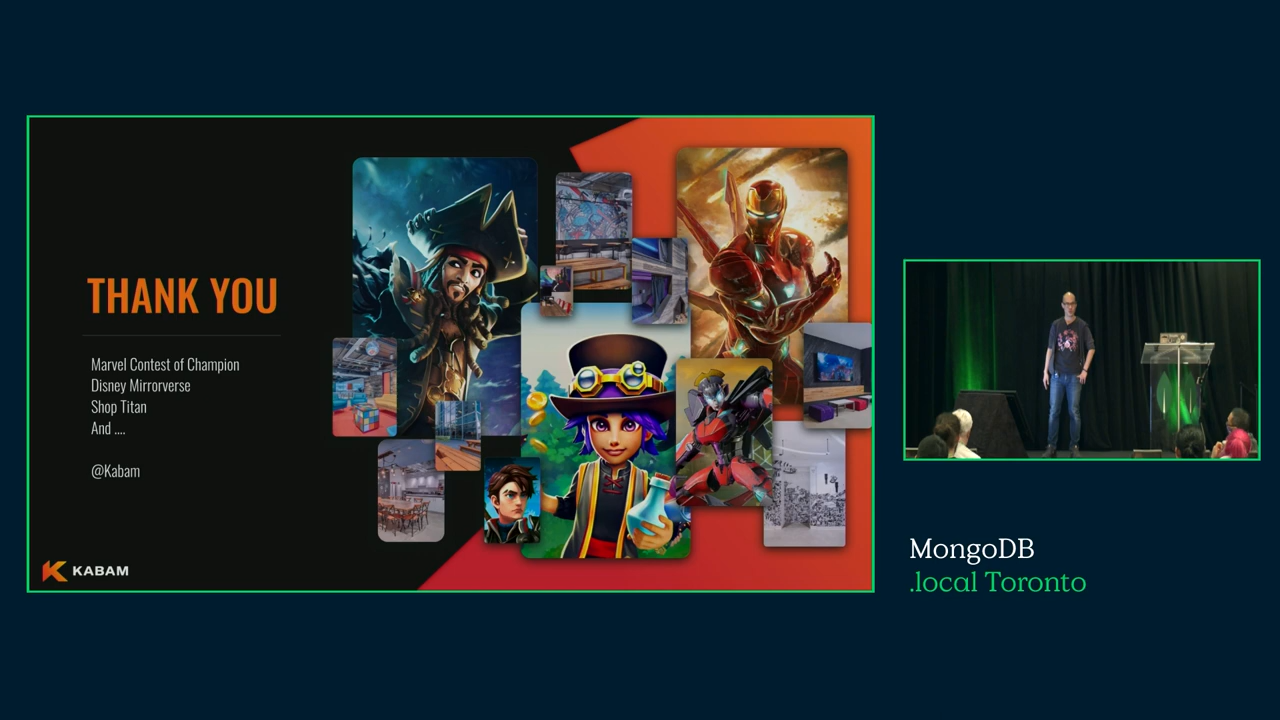 THANK YOU
Marvel Contest of Champion
Disney Mirrorverse
Shop Titan
And ....
@Kabam
KABAM
MongoDB
.local Toronto